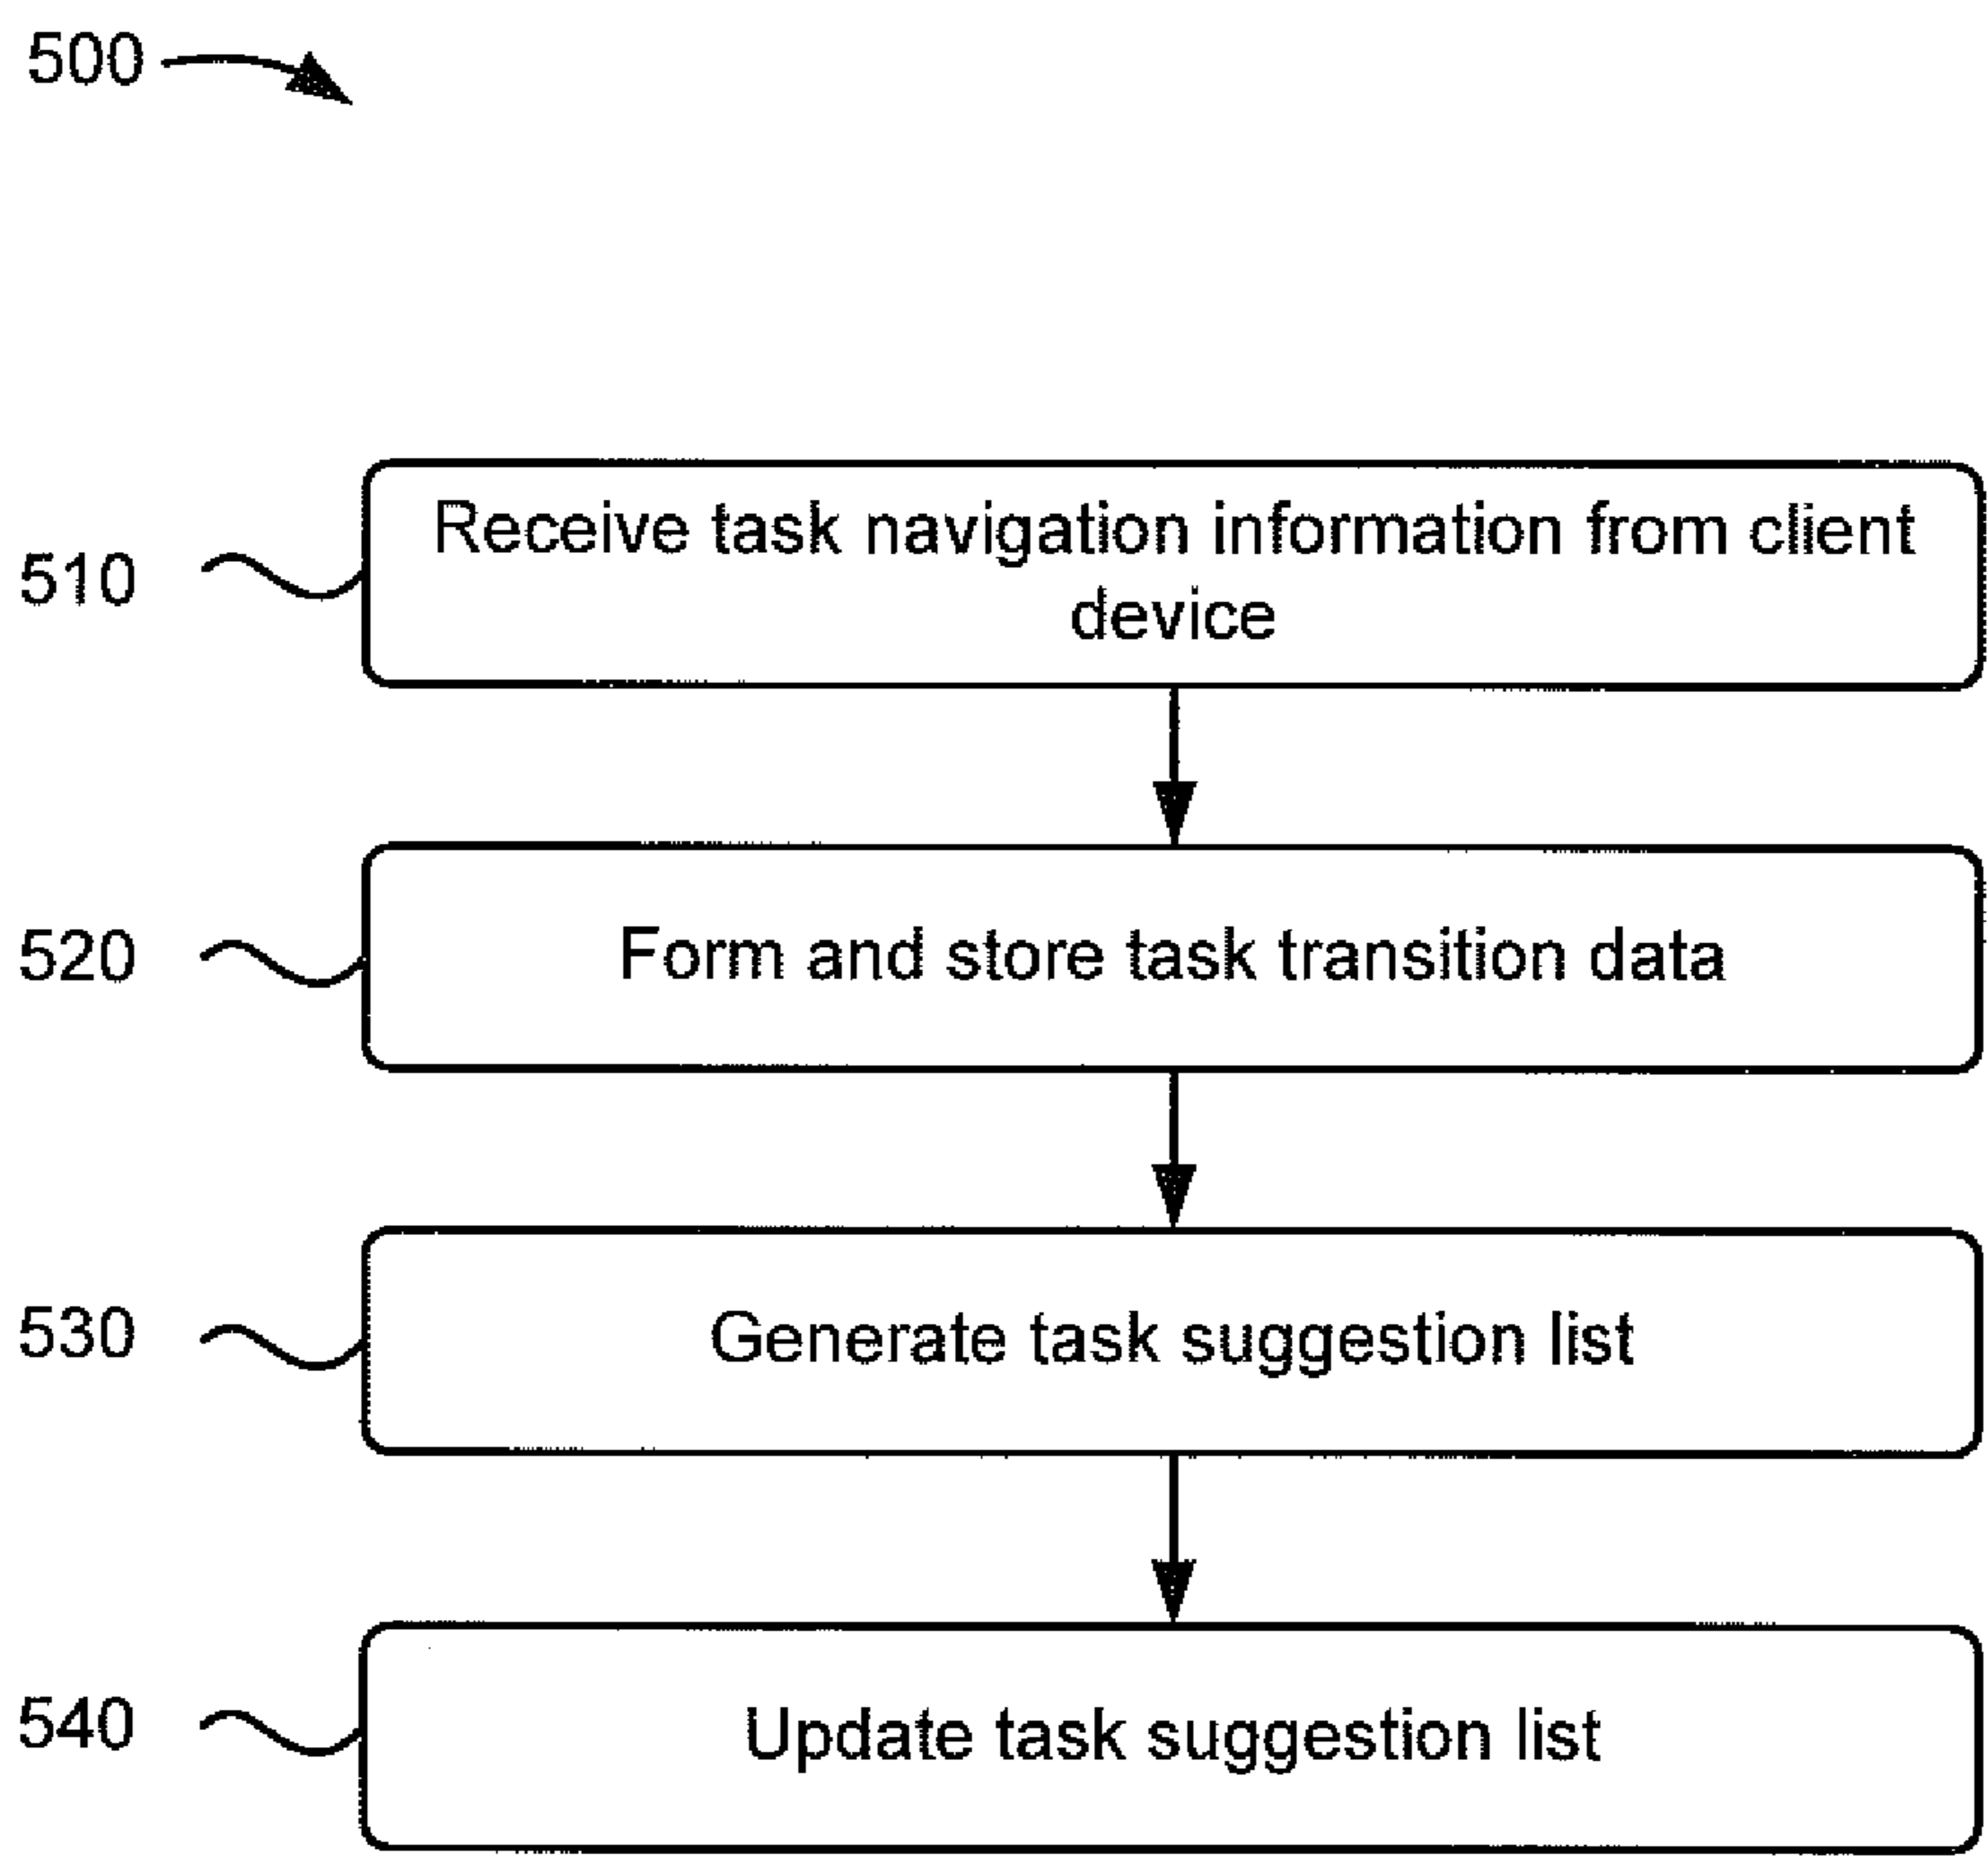 500
510
Receive task navigation information from client
device
520
Form and store task transition data
530
Generate task suggestion list
540
Update task suggestion list